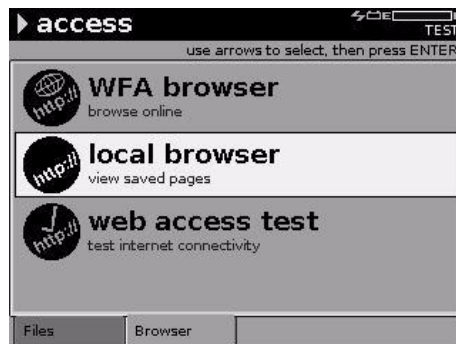 access
E
TEST
use arrows to select, then press ENTER
http://
WFA browser
browse online
http://
local browser
view saved pages
http://
web access test
test internet connectivity
Files
Browser